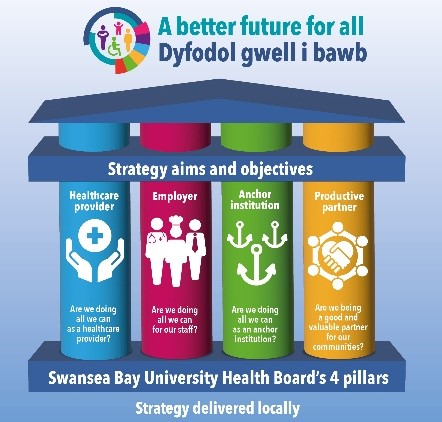 A better future for all
Dyfodol gwell i bawb
Strategy aims and objectives
Healthcare
provider
Are we doing
all we can
as a healthcare
provider?
Employer
Are we doing
all we can
for our staff?
Anchor
institution
Are we doing
all we can
as an anchor
institution?
Productive
partner
Are we being
a good and
valuable partner
for our
communities?
Swansea Bay University Health Board's 4 pillars
Strategy delivered locally